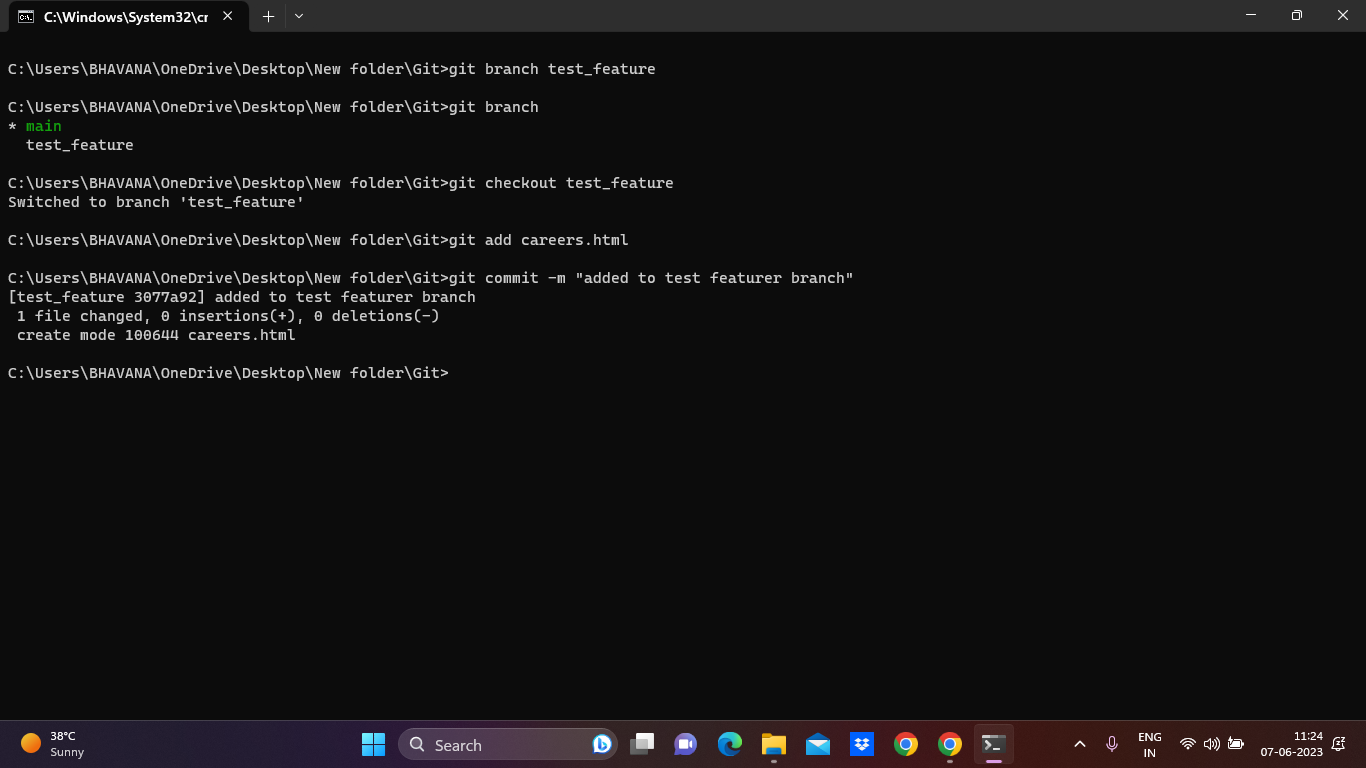 C:\Windows\System32\cr
C:\Users\BHAVANA\OneDrive\Desktop\New folder\Git>git branch test_feature
C:\Users\BHAVANA\OneDrive\Desktop\New folder\Git>git branch
* main
  test_feature
C:\Users\BHAVANA\OneDrive\Desktop\New folder\Git>git checkout test_feature
Switched to branch 'test_feature'
C:\Users\BHAVANA\OneDrive\Desktop\New folder\Git>git add careers.html
C:\Users\BHAVANA\OneDrive\Desktop\New folder\Git>git commit -m "added to test featurer branch"
[test_feature 3077a92] added to test featurer branch
 1 file changed, 0 insertions(+), 0 deletions(-)
 create mode 100644 careers.html
C:\Users\BHAVANA\OneDrive\Desktop\New folder\Git>
38°C
Sunny
Search
ENG
IN
11:24
07-06-2023